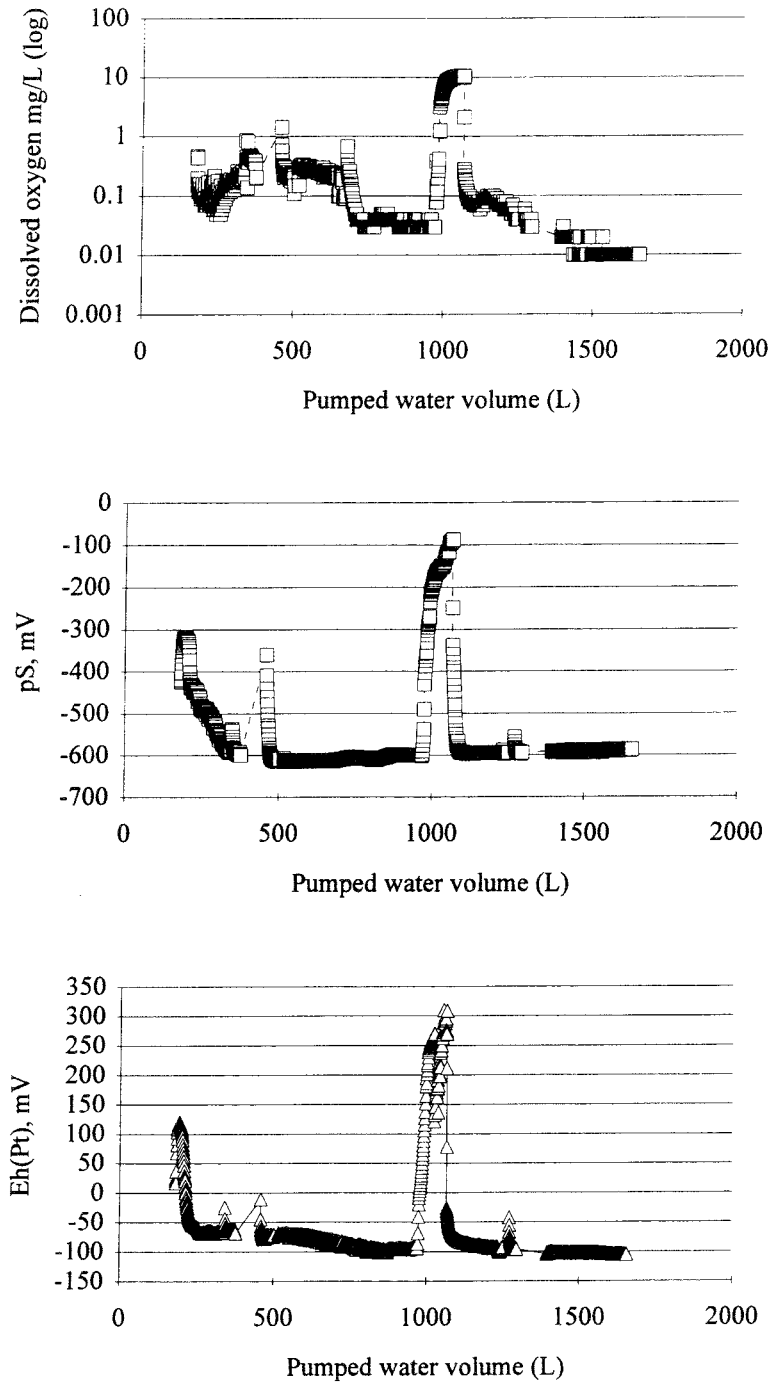 Dissolved oxygen mg/L (log)
100
10
1
0.1
0.01
0.001
0 500 1000 1500 2000
Pumped water volume (L)
pS, mV
0
-100
-200
-300
-400
-500
-600
-700
0 500 1000 1500 2000
Pumped water volume (L)
Eh(Pt), mV
350
300
250
200
150
100
50
0
-50
-100
-150
0 500 1000 1500 2000
Pumped water volume (L)